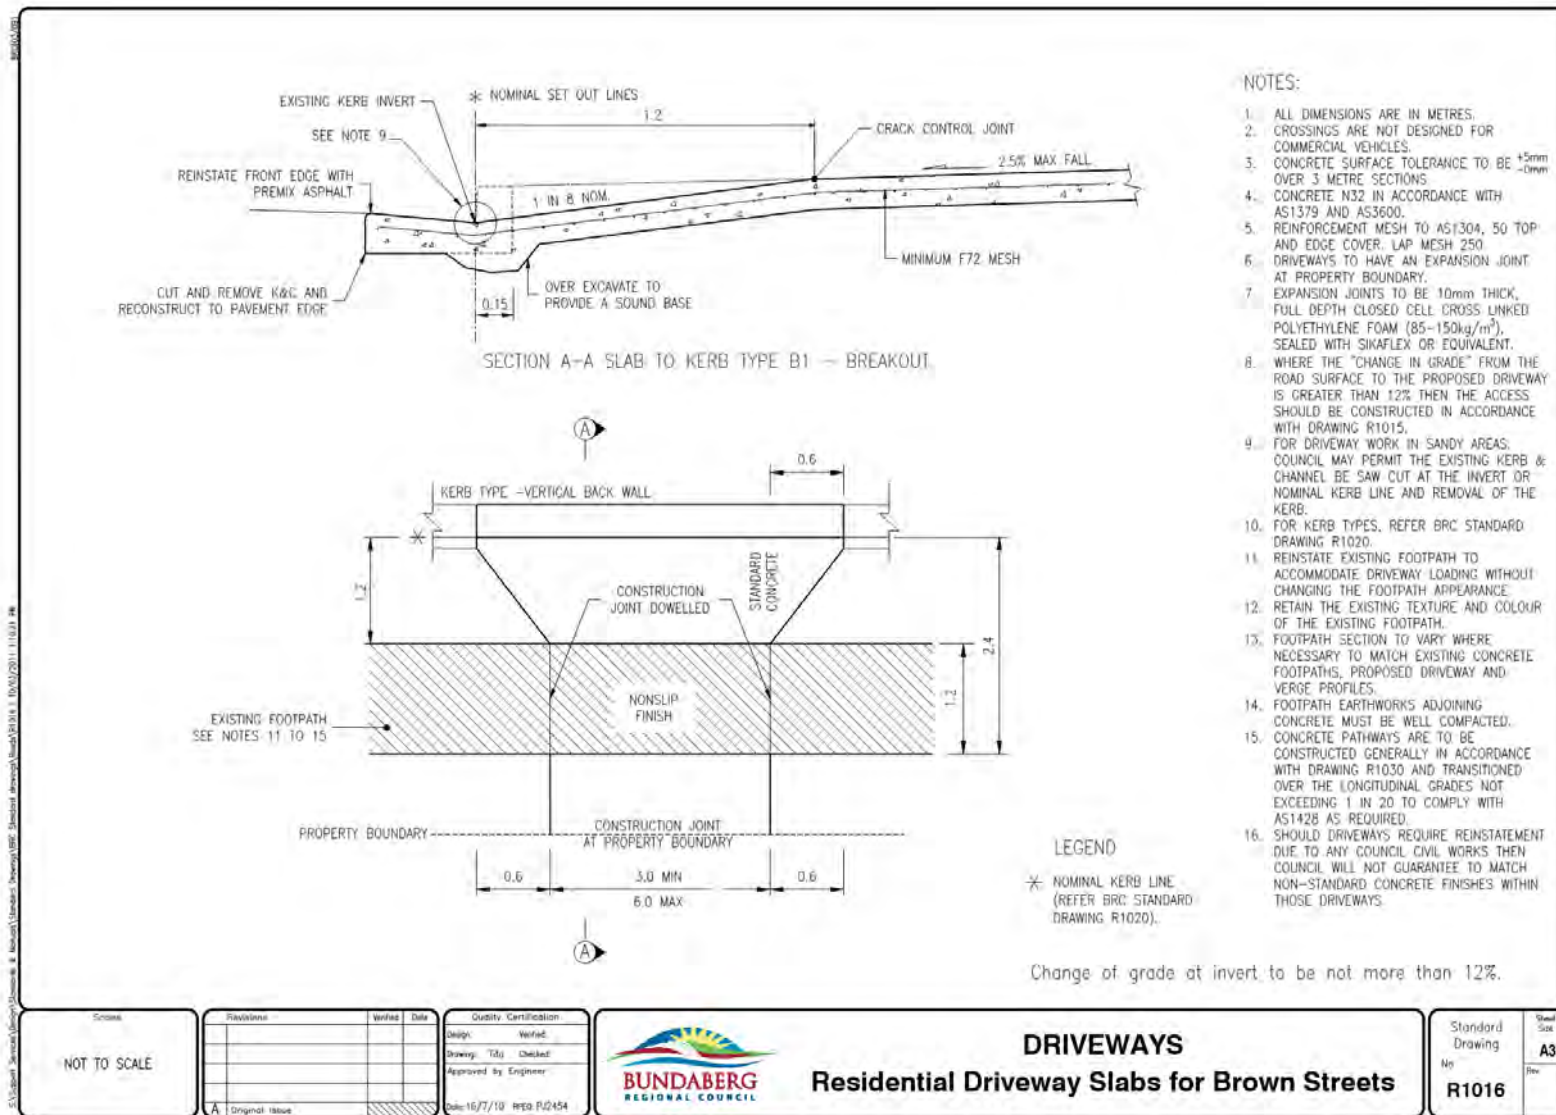 EXISTING KERB INVERT
* NOMINAL SET OUT LINES
1.2
SEE NOTE 9
CRACK CONTROL JOINT
REINSTATE FRONT EDGE WITH
PREMIX ASPHALT
2.5% MAX FALL
1 IN 8 NOM.
MINIMUM F72 MESH
CUT AND REMOVE K&C AND
RECONSTRUCT TO PAVEMENT EDGE
0.15
OVER EXCAVATE TO
PROVIDE A SOUND BASE
SECTION A-A SLAB TO KERB TYPE B1 - BREAKOUT
A
0.6
KERB TYPE -VERTICAL BACK WALL
*
1.2
CONSTRUCTION
JOINT DOWELLED
STANDARD
CONCRETE
2.4
NONSLIP
FINISH
1.2
EXISTING FOOTPATH
SEE NOTES 11 TO 15
PROPERTY BOUNDARY
CONSTRUCTION JOINT
AT PROPERTY BOUNDARY
0.6
3.0 MIN
6.0 MAX
0.6
A
NOTES:
1. ALL DIMENSIONS ARE IN METRES.
2. CROSSINGS ARE NOT DESIGNED FOR
COMMERCIAL VEHICLES.
3. CONCRETE SURFACE TOLERANCE TO BE +5mm -0mm
OVER 3 METRE SECTIONS
4. CONCRETE N32 IN ACCORDANCE WITH
AS1379 AND AS3600.
5. REINFORCEMENT MESH TO AS1304, 50 TOP
AND EDGE COVER. LAP MESH 250
6. DRIVEWAYS TO HAVE AN EXPANSION JOINT
AT PROPERTY BOUNDARY.
7. EXPANSION JOINTS TO BE 10mm THICK,
FULL DEPTH CLOSED CELL CROSS LINKED
POLYETHYLENE FOAM (85-150kg/m³),
SEALED WITH SIKAFLEX OR EQUIVALENT.
8. WHERE THE "CHANGE IN GRADE" FROM THE
ROAD SURFACE TO THE PROPOSED DRIVEWAY
IS GREATER THAN 12% THEN THE ACCESS
SHOULD BE CONSTRUCTED IN ACCORDANCE
WITH DRAWING R1015.
9. FOR DRIVEWAY WORK IN SANDY AREAS,
COUNCIL MAY PERMIT THE EXISTING KERB &
CHANNEL BE SAW CUT AT THE INVERT OR
NOMINAL KERB LINE AND REMOVAL OF THE
KERB.
10. FOR KERB TYPES, REFER BRC STANDARD
DRAWING R1020.
11. REINSTATE EXISTING FOOTPATH TO
ACCOMMODATE DRIVEWAY LOADING WITHOUT
CHANGING THE FOOTPATH APPEARANCE
12. RETAIN THE EXISTING TEXTURE AND COLOUR
OF THE EXISTING FOOTPATH.
13. FOOTPATH SECTION TO VARY WHERE
NECESSARY TO MATCH EXISTING CONCRETE
FOOTPATHS, PROPOSED DRIVEWAY AND
VERGE PROFILES.
14. FOOTPATH EARTHWORKS ADJOINING
CONCRETE MUST BE WELL COMPACTED.
15. CONCRETE PATHWAYS ARE TO BE
CONSTRUCTED GENERALLY IN ACCORDANCE
WITH DRAWING R1030 AND TRANSITIONED
OVER THE LONGITUDINAL GRADES NOT
EXCEEDING 1 IN 20 TO COMPLY WITH
AS1428 AS REQUIRED.
16. SHOULD DRIVEWAYS REQUIRE REINSTATEMENT
DUE TO ANY COUNCIL CIVIL WORKS THEN
COUNCIL WILL NOT GUARANTEE TO MATCH
NON-STANDARD CONCRETE FINISHES WITHIN
THOSE DRIVEWAYS
LEGEND
* NOMINAL KERB LINE
(REFER BRC STANDARD
DRAWING R1020).
Change of grade at invert to be not more than 12%.
Scales
NOT TO SCALE
Revisions Verified Date
A Original Issue
Quality Certification
Design: Verified:
Drawing: Checked:
Approved by Engineer
Date: 16/7/10
BUNDABERG
REGIONAL COUNCIL
DRIVEWAYS
Residential Driveway Slabs for Brown Streets
Standard
Drawing
No
R1016
Sheet
Size
A3
Rev.